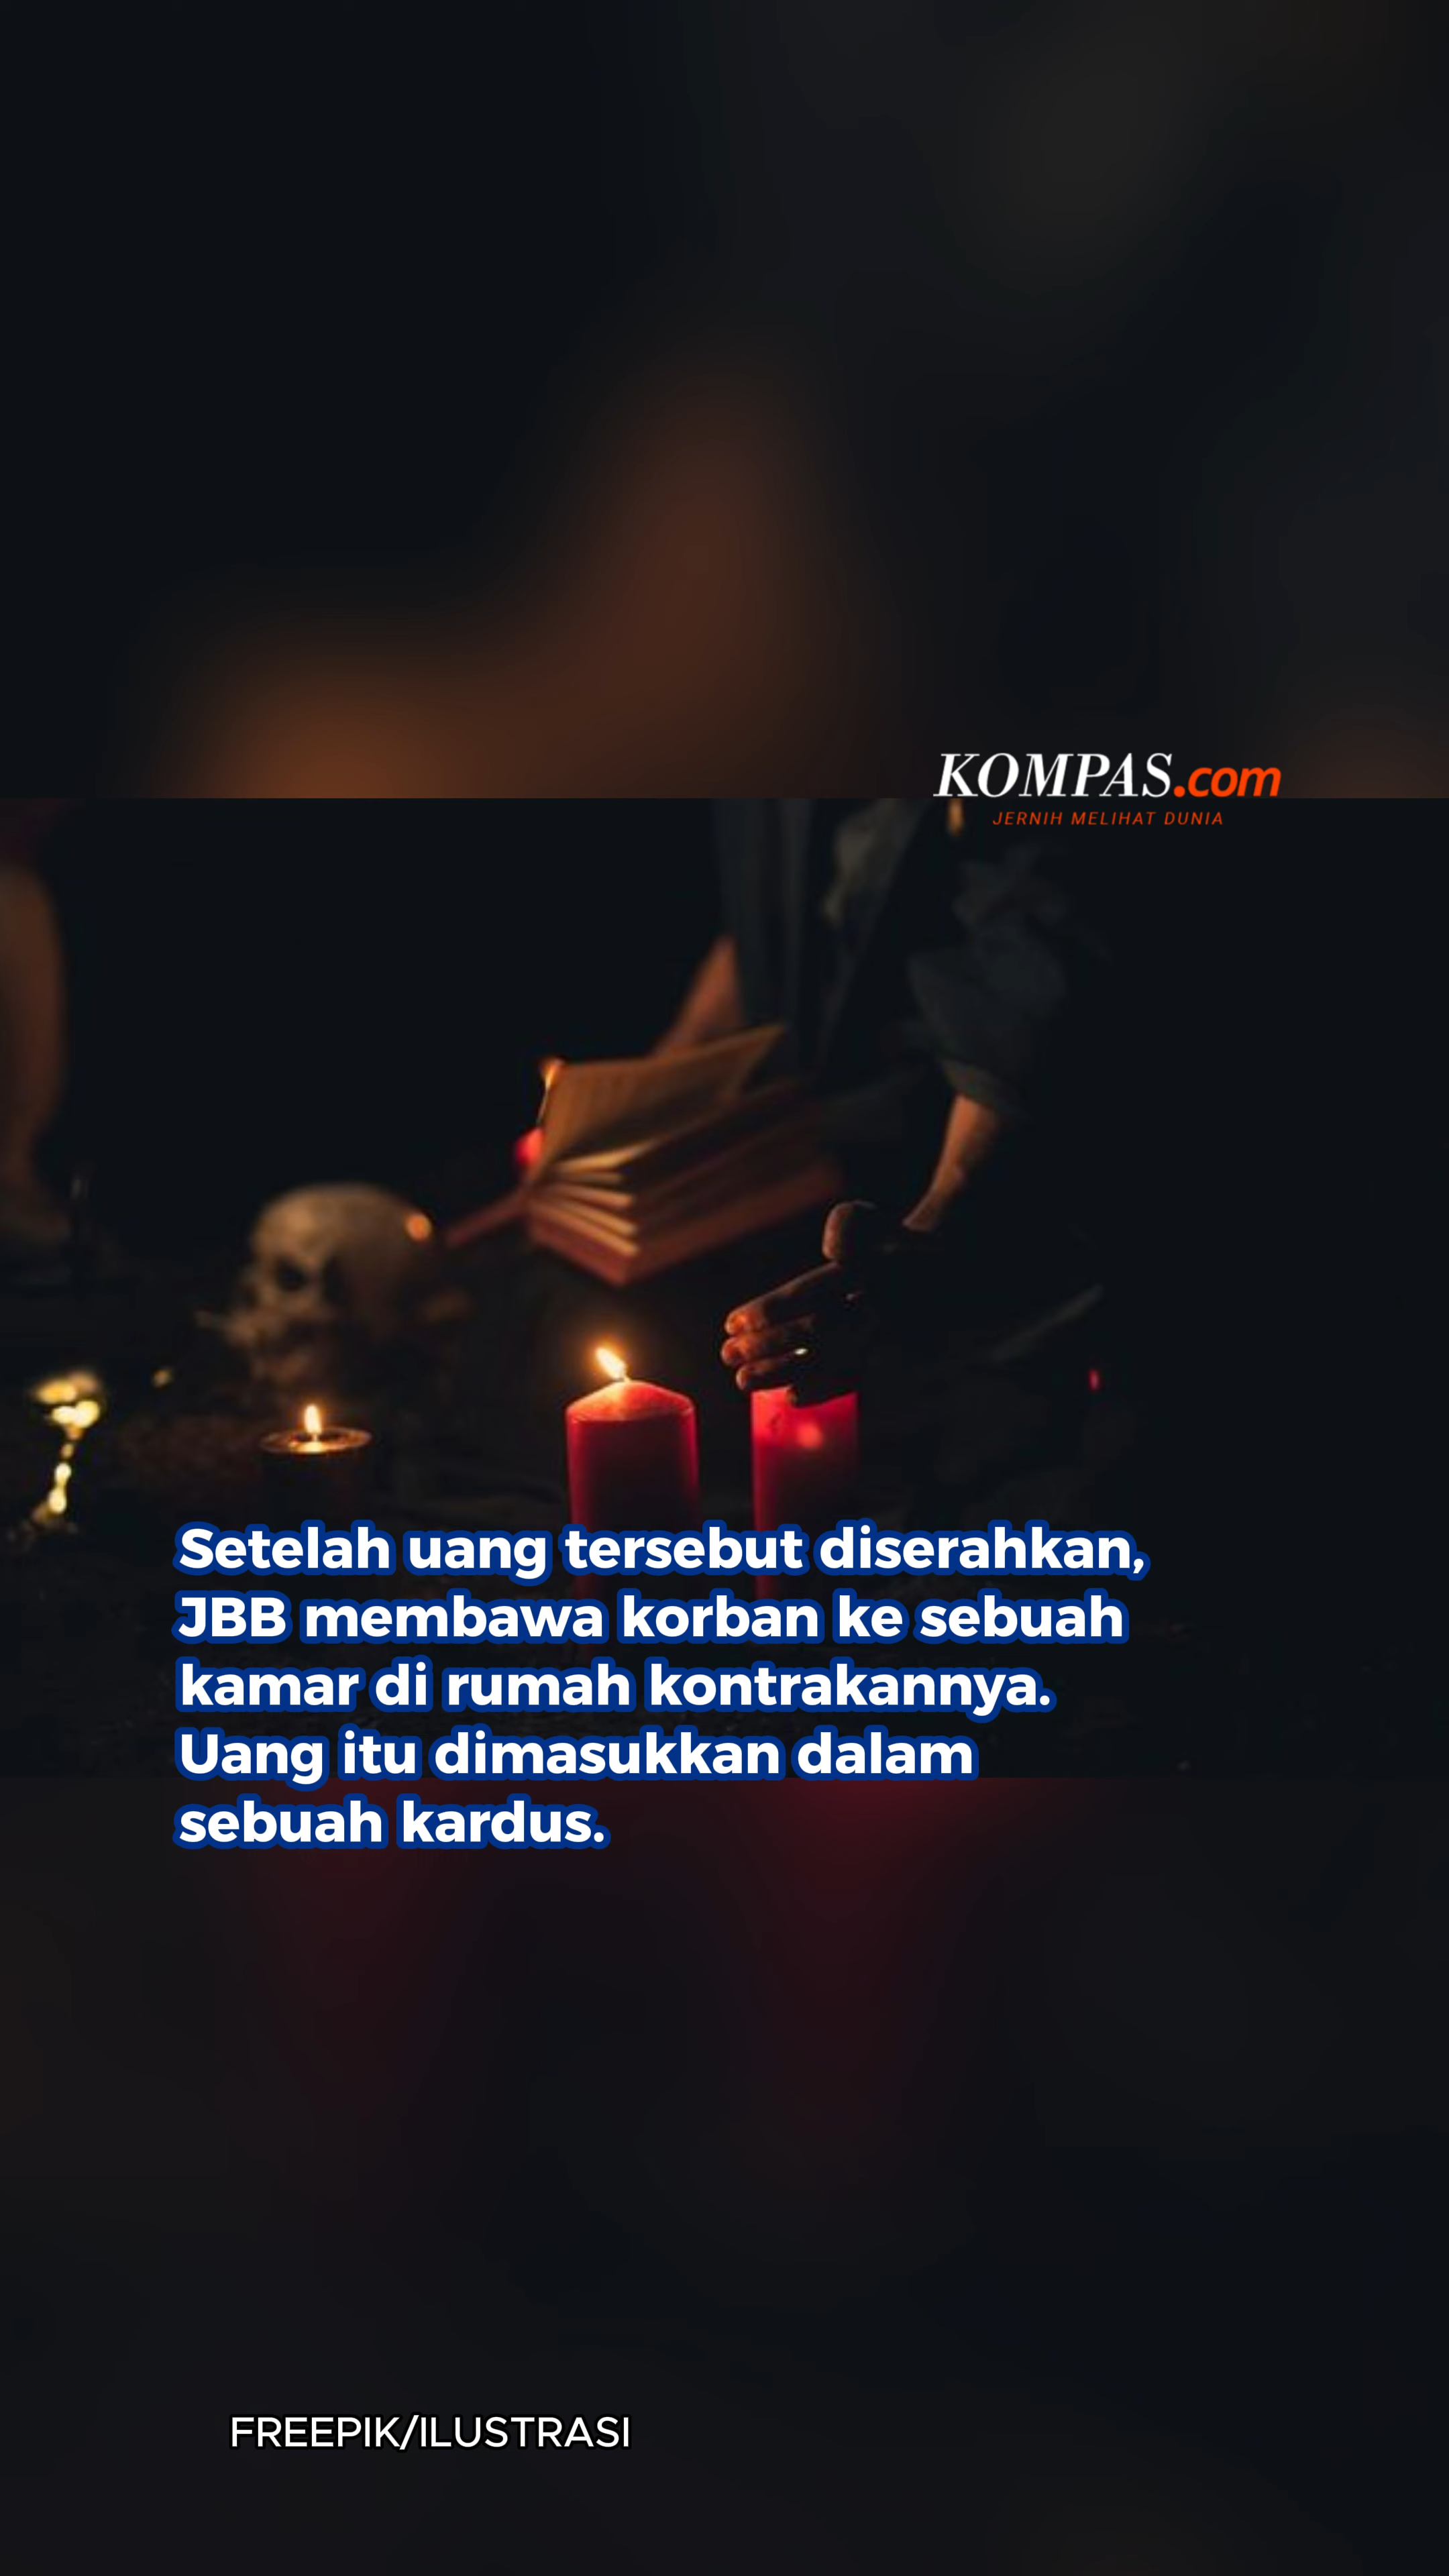 KOMPAS.com
JERNIH MELIHAT DUNIA
Setelah uang tersebut diserahkan,
JBB membawa korban ke sebuah
kamar di rumah kontrakannya.
Uang itu dimasukkan dalam
sebuah kardus.
FREEPIK/ILUSTRASI